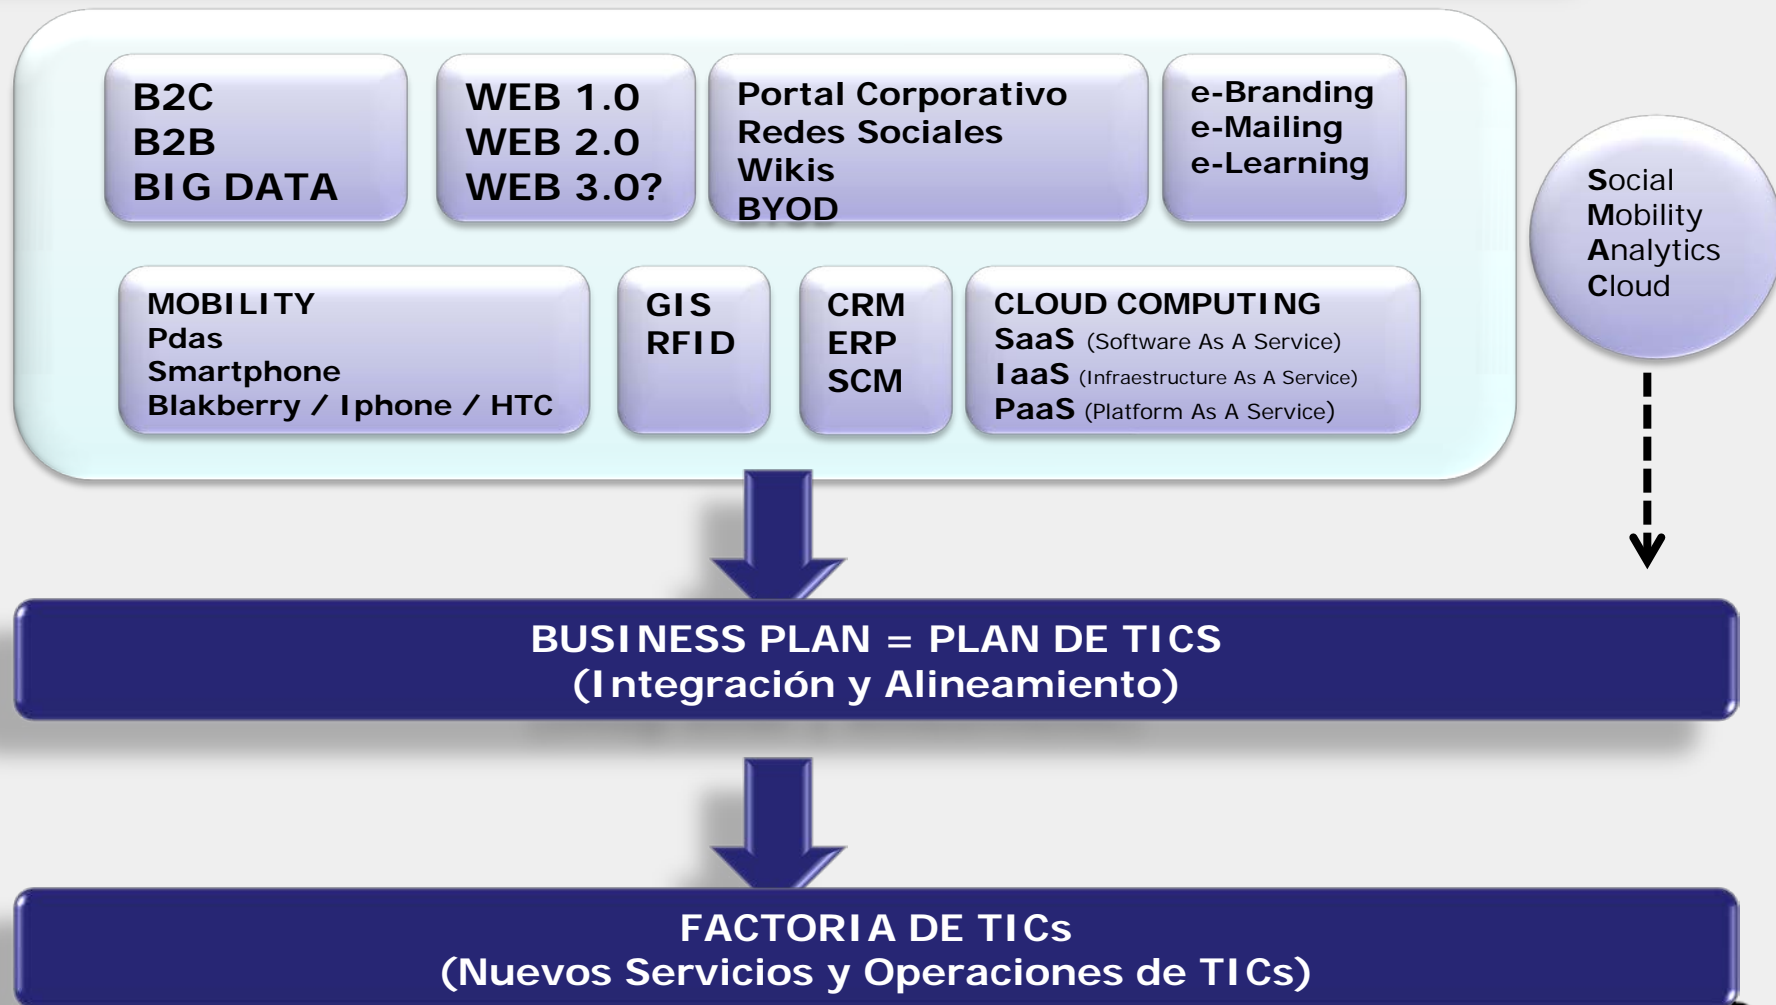 B2C
B2B
BIG DATA
WEB 1.0
WEB 2.0
WEB 3.0?
Portal Corporativo
Redes Sociales
Wikis
BYOD
e-Branding
e-Mailing
e-Learning
Social
Mobility
Analytics
Cloud
MOBILITY
Pdas
Smartphone
Blakberry / Iphone / HTC
GIS
RFID
CRM
ERP
SCM
CLOUD COMPUTING
SaaS (Software As A Service)
IaaS (Infraestructure As A Service)
PaaS (Platform As A Service)
BUSINESS PLAN = PLAN DE TICS
(Integración y Alineamiento)
FACTORIA DE TICs
(Nuevos Servicios y Operaciones de TICs)